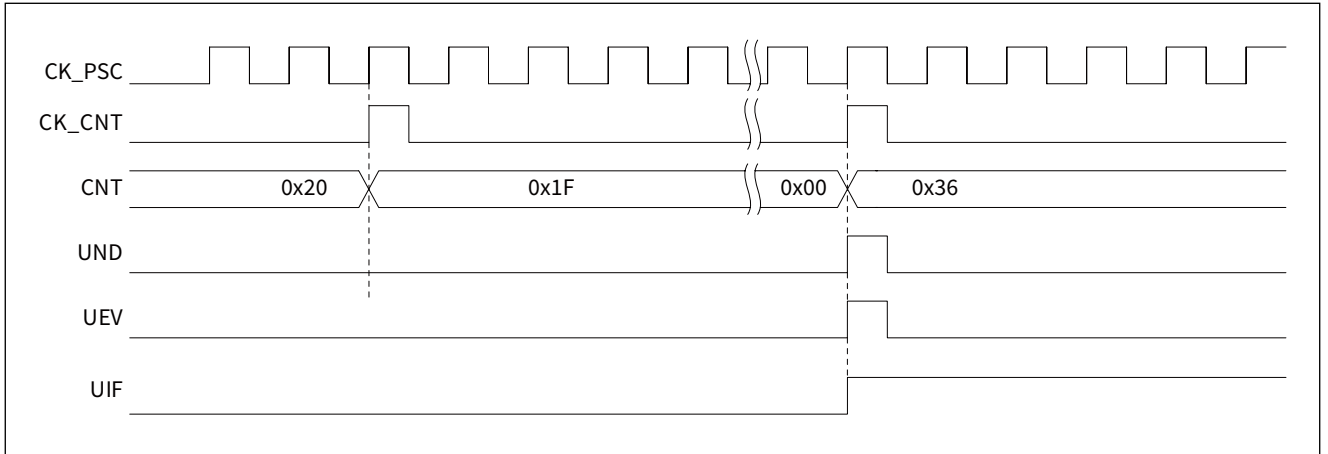 CK_PSC
CK_CNT
CNT 0x20 0x1F 0x00 0x36
UND
UEV
UIF